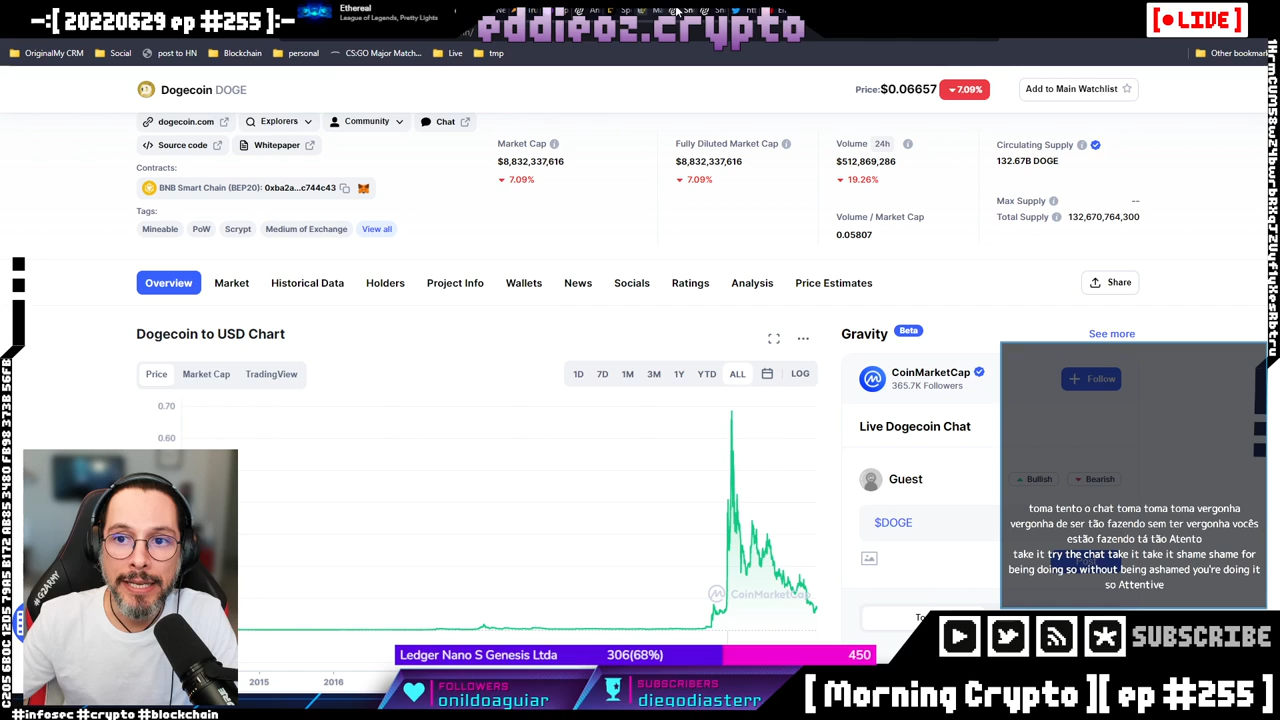 -:[ 20220629 ep #255 ]:-
Ethereal
League of Legends, Pretty Lights
eddieoz.crypto
[ LIVE ]
OriginalMy CRM
Social
post to HN
Blockchain
personal
CS:GO Major Match...
Live
tmp
Other bookmar
Dogecoin DOGE
Price: $0.06657
7.09%
Add to Main Watchlist
dogecoin.com
Explorers
Community
Chat
Source code
Whitepaper
Contracts:
BNB Smart Chain (BEP20): 0xba2a...c744c43
Tags:
Mineable
PoW
Scrypt
Medium of Exchange
View all
Market Cap
$8,832,337,616
7.09%
Fully Diluted Market Cap
$8,832,337,616
7.09%
Volume 24h
$512,869,286
19.26%
Volume / Market Cap
0.05807
Circulating Supply
132.67B DOGE
Max Supply --
Total Supply 132,670,764,300
Overview
Market
Historical Data
Holders
Project Info
Wallets
News
Socials
Ratings
Analysis
Price Estimates
Share
Dogecoin to USD Chart
Price
Market Cap
TradingView
1D
7D
1M
3M
1Y
YTD
ALL
LOG
0.70
0.60
CoinMarketCap
2015
2016
Gravity Beta
See more
CoinMarketCap
365.7K Followers
+ Follow
Live Dogecoin Chat
Guest
Bullish
Bearish
$DOGE
toma tento o chat toma toma toma vergonha
vergonha de ser tão fazendo sem ter vergonha vocês
estão fazendo tá tão Atento
take it try the chat take it take it shame shame for
being doing so without being ashamed you're doing it
so Attentive
To
Ledger Nano S Genesis Ltda
306(68%)
450
FOLLOWERS
onildoaguiar
SUBSCRIBERS
diegodiasterr
SUBSCRIBE
[ Morning Crypto ][ ep #255 ]
#infosec #crypto #blockchain